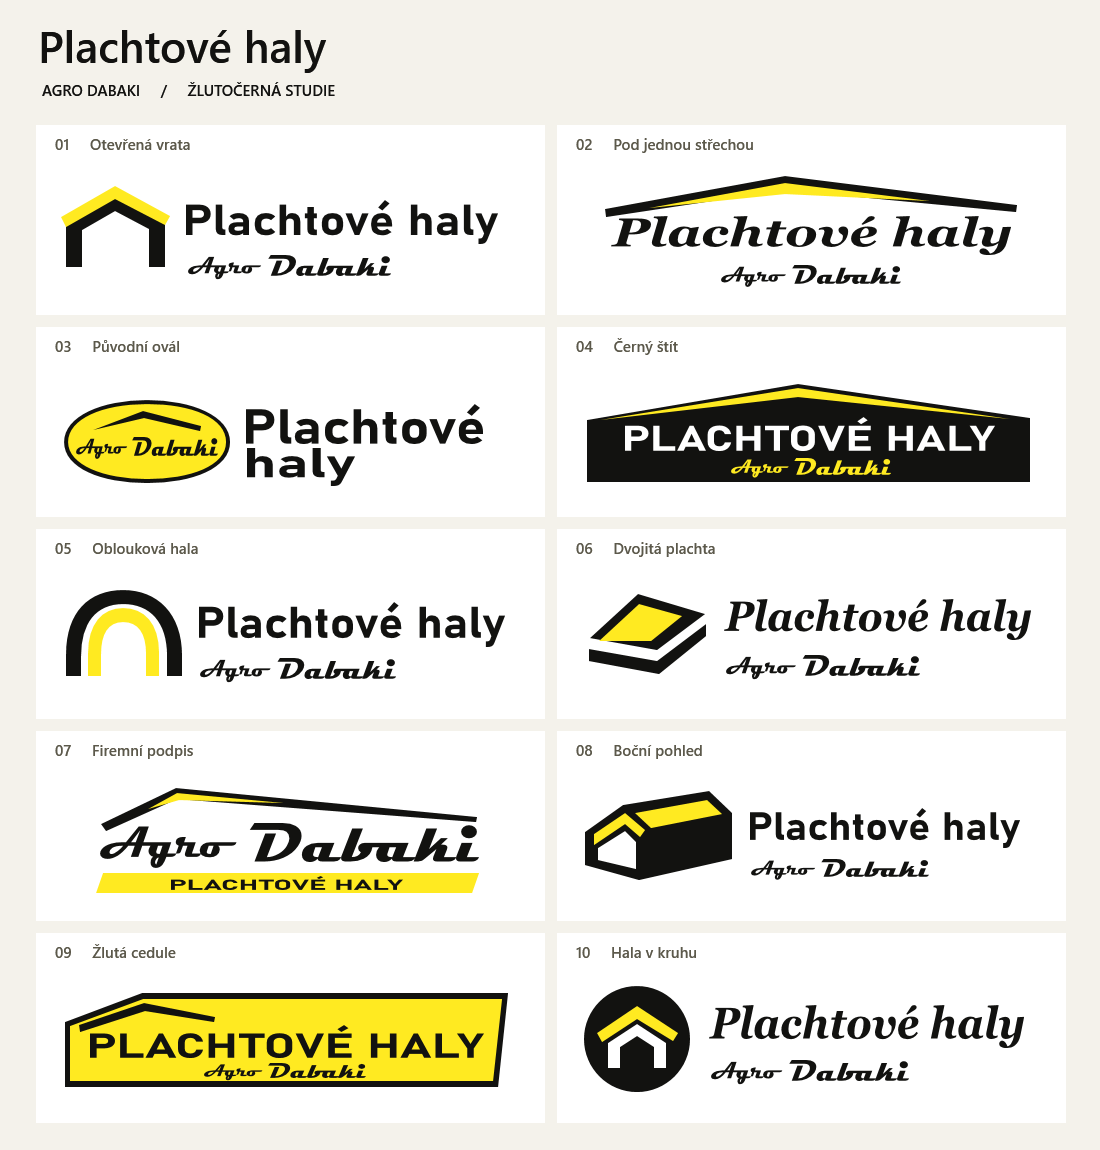 Plachtové haly
AGRO DABAKI / ŽLUTOČERNÁ STUDIE
01 Otevřená vrata
Plachtové haly
Agro Dabaki
02 Pod jednou střechou
Plachtové haly
Agro Dabaki
03 Původní ovál
Agro Dabaki
Plachtové
haly
04 Černý štít
PLACHTOVÉ HALY
Agro Dabaki
05 Oblouková hala
Plachtové haly
Agro Dabaki
06 Dvojitá plachta
Plachtové haly
Agro Dabaki
07 Firemní podpis
Agro Dabaki
PLACHTOVÉ HALY
08 Boční pohled
Plachtové haly
Agro Dabaki
09 Žlutá cedule
PLACHTOVÉ HALY
Agro Dabaki
10 Hala v kruhu
Plachtové haly
Agro Dabaki